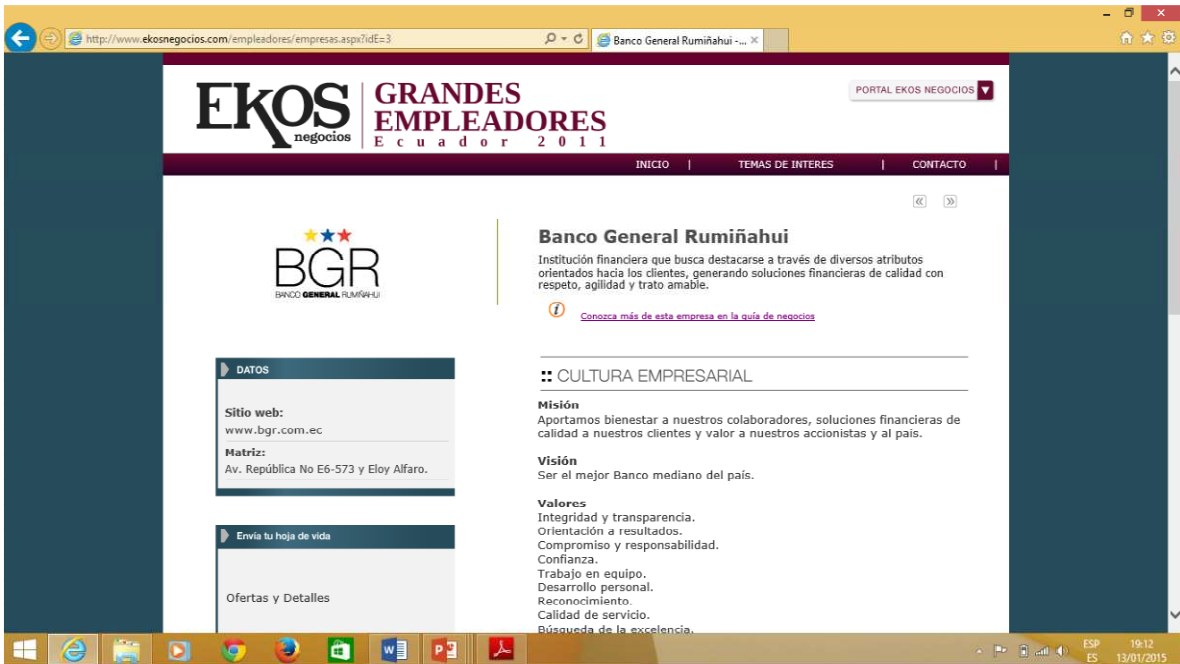 http://www.ekosnegocios.com/empleadores/empresas.aspx?idE=3
Banco General Rumiñahui -...
EKOS
negocios
GRANDES
EMPLEADORES
Ecuador 2011
PORTAL EKOS NEGOCIOS
INICIO | TEMAS DE INTERES | CONTACTO |
BGR
BANCO GENERAL RUMIÑAHUI
Banco General Rumiñahui
Institución financiera que busca destacarse a través de diversos atributos
orientados hacia los clientes, generando soluciones financieras de calidad con
respeto, agilidad y trato amable.
Conozca más de esta empresa en la guía de negocios
DATOS
Sitio web:
www.bgr.com.ec
Matriz:
Av. República No E6-573 y Eloy Alfaro.
Envía tu hoja de vida
Ofertas y Detalles
:: CULTURA EMPRESARIAL
Misión
Aportamos bienestar a nuestros colaboradores, soluciones financieras de
calidad a nuestros clientes y valor a nuestros accionistas y al país.
Visión
Ser el mejor Banco mediano del país.
Valores
Integridad y transparencia.
Orientación a resultados.
Compromiso y responsabilidad.
Confianza.
Trabajo en equipo.
Desarrollo personal.
Reconocimiento.
Calidad de servicio.
Búsqueda de la excelencia.
ESP
ES
19:12
13/01/2015